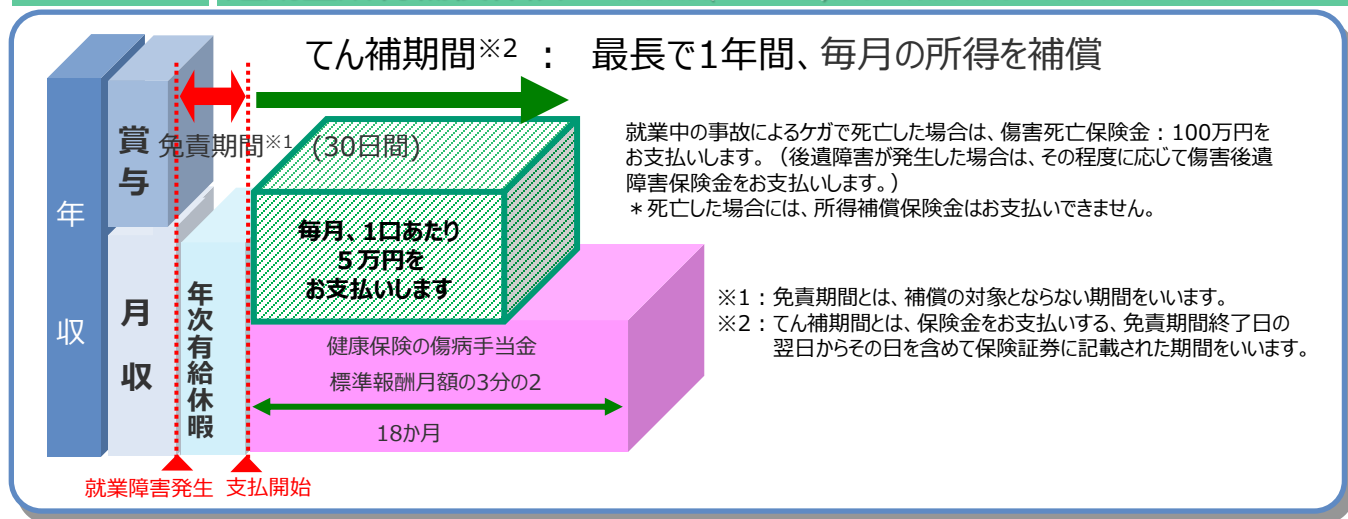 てん補期間※2 ： 最長で1年間、毎月の所得を補償
賞与
免責期間※1 (30日間)
年収
月収
年次有給休暇
毎月、1口あたり
５万円を
お支払いします
健康保険の傷病手当金
標準報酬月額の3分の2
18か月
就業障害発生
支払開始
就業中の事故によるケガで死亡した場合は、傷害死亡保険金：100万円を
お支払いします。（後遺障害が発生した場合は、その程度に応じて傷害後遺
障害保険金をお支払いします。）
＊死亡した場合には、所得補償保険金はお支払いできません。
※1：免責期間とは、補償の対象とならない期間をいいます。
※2：てん補期間とは、保険金をお支払いする、免責期間終了日の
翌日からその日を含めて保険証券に記載された期間をいいます。